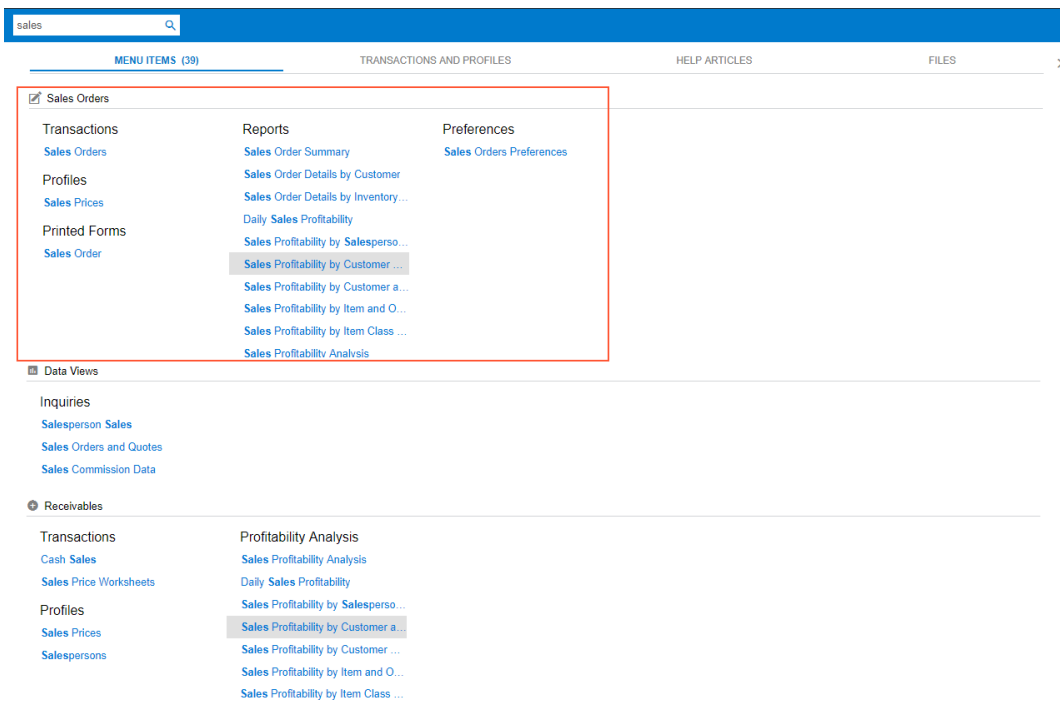 sales
MENU ITEMS (39)
TRANSACTIONS AND PROFILES
HELP ARTICLES
FILES
Sales Orders
Transactions
Sales Orders
Profiles
Sales Prices
Printed Forms
Sales Order
Reports
Sales Order Summary
Sales Order Details by Customer
Sales Order Details by Inventory...
Daily Sales Profitability
Sales Profitability by Salesperso...
Sales Profitability by Customer ...
Sales Profitability by Customer a...
Sales Profitability by Item and O...
Sales Profitability by Item Class ...
Sales Profitability Analysis
Preferences
Sales Orders Preferences
Data Views
Inquiries
Salesperson Sales
Sales Orders and Quotes
Sales Commission Data
Receivables
Transactions
Cash Sales
Sales Price Worksheets
Profiles
Sales Prices
Salespersons
Profitability Analysis
Sales Profitability Analysis
Daily Sales Profitability
Sales Profitability by Salesperso...
Sales Profitability by Customer a...
Sales Profitability by Customer ...
Sales Profitability by Item and O...
Sales Profitability by Item Class ...